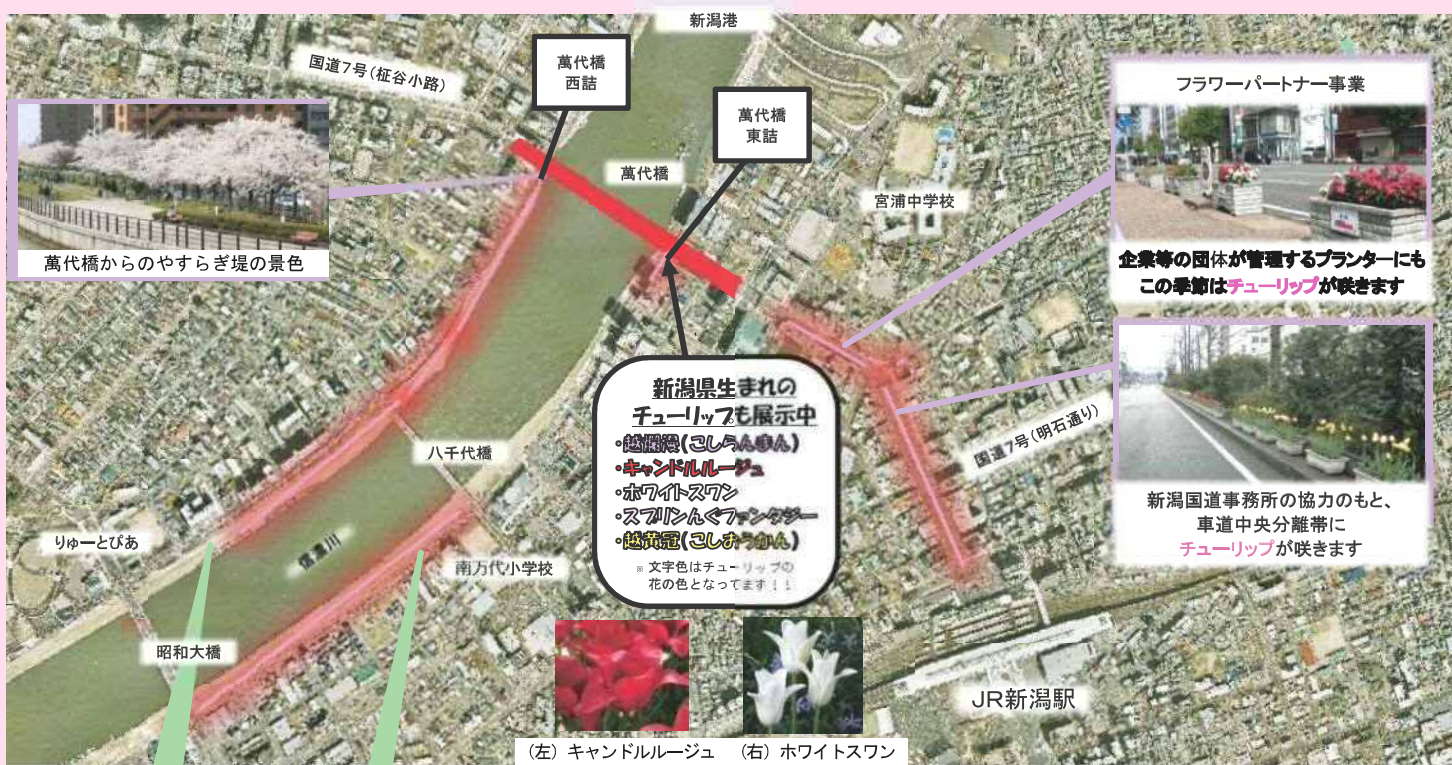 新潟港
国道7号(柾谷小路)
萬代橋
西詰
萬代橋
東詰
萬代橋
宮浦中学校
フラワーパートナー事業
企業等の団体が管理するプランターにも
この季節はチューリップが咲きます
萬代橋からのやすらぎ堤の景色
新潟県生まれの
チューリップも展示中
・越爛漫(こしらんまん)
・キャンドルルージュ
・ホワイトスワン
・スプリんぐファンタジー
・越黄冠(こしおうかん)
※ 文字色はチューリップの
花の色となってます！！
国道7号(明石通り)
新潟国道事務所の協力のもと、
車道中央分離帯に
チューリップが咲きます
八千代橋
りゅーとぴあ
信濃川
南万代小学校
昭和大橋
JR新潟駅
(左) キャンドルルージュ (右) ホワイトスワン